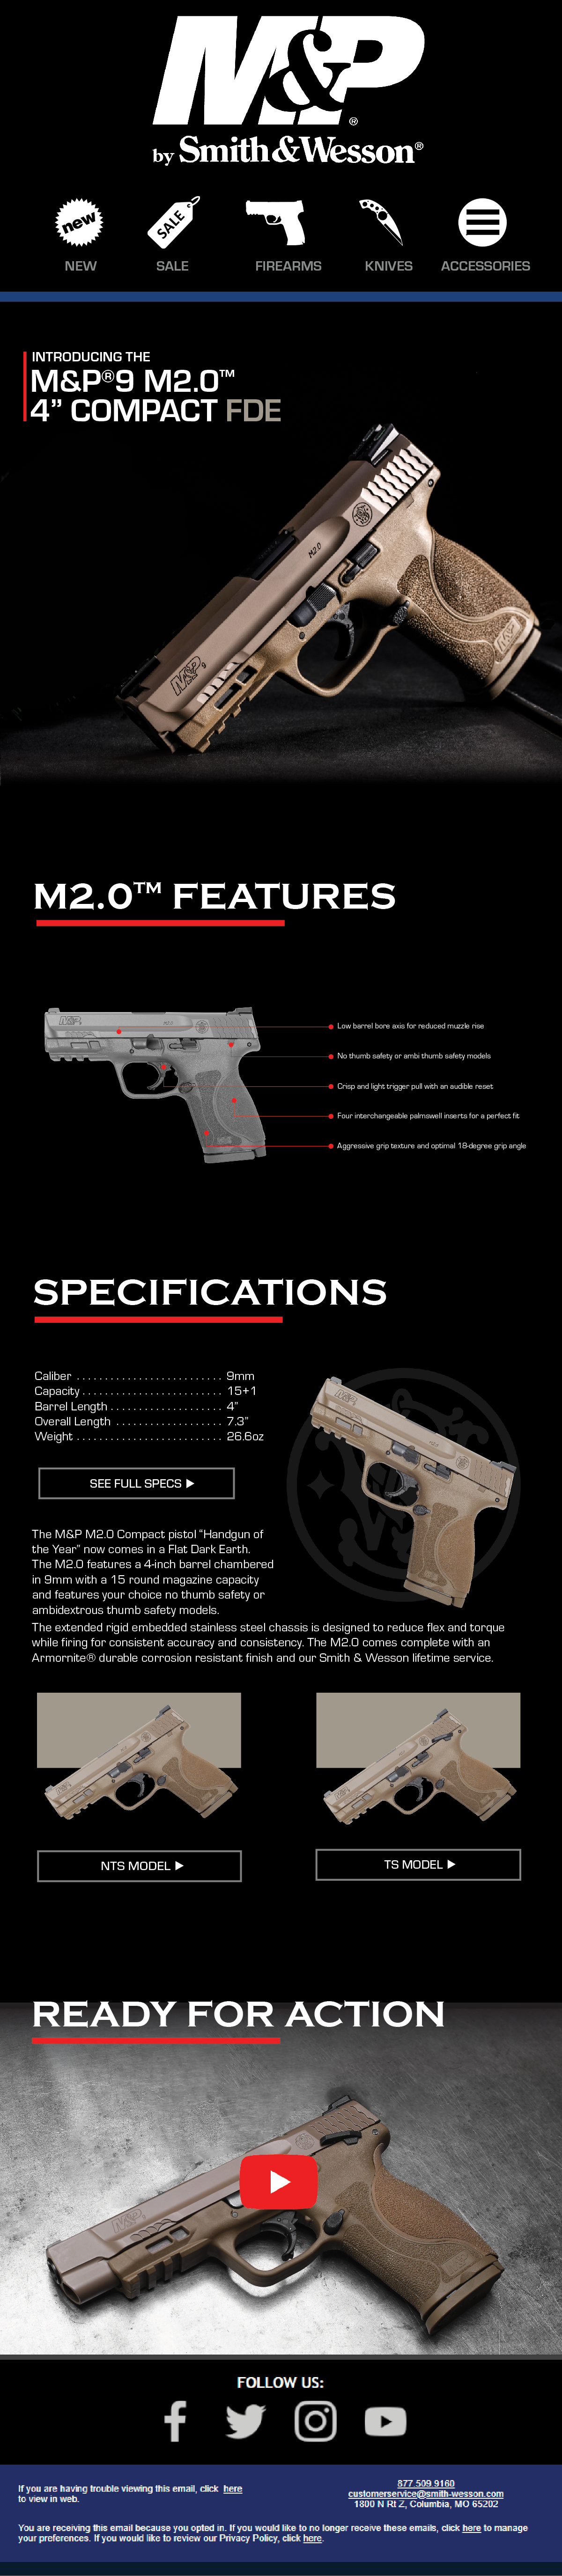 M&P®
by Smith & Wesson®
new
SALE
NEW
SALE
FIREARMS
KNIVES
ACCESSORIES
INTRODUCING THE
M&P®9 M2.0™
4” COMPACT FDE
M2.0
M&P
M&P
M2.0™ FEATURES
M&P
M2.0
Low barrel bore axis for reduced muzzle rise
No thumb safety or ambi thumb safety models
Crisp and light trigger pull with an audible reset
Four interchangeable palmswell inserts for a perfect fit
Aggressive grip texture and optimal 18-degree grip angle
SPECIFICATIONS
Caliber . . . . . . . . . . . . . . . . . . . . . . . . . . 9mm
Capacity . . . . . . . . . . . . . . . . . . . . . . . . . 15+1
Barrel Length . . . . . . . . . . . . . . . . . . . . 4”
Overall Length . . . . . . . . . . . . . . . . . . . 7.3”
Weight . . . . . . . . . . . . . . . . . . . . . . . . . . 26.6oz
M&P
SEE FULL SPECS ▶
The M&P M2.0 Compact pistol “Handgun of
the Year” now comes in a Flat Dark Earth.
The M2.0 features a 4-inch barrel chambered
in 9mm with a 15 round magazine capacity
and features your choice no thumb safety or
ambidextrous thumb safety models.
The extended rigid embedded stainless steel chassis is designed to reduce flex and torque
while firing for consistent accuracy and consistency. The M2.0 comes complete with an
Armornite® durable corrosion resistant finish and our Smith & Wesson lifetime service.
NTS MODEL ▶
TS MODEL ▶
READY FOR ACTION
M&P
FOLLOW US:
If you are having trouble viewing this email, click here
to view in web.
877.509.9160
customerservice@smith-wesson.com
1800 N Rt Z, Columbia, MO 65202
You are receiving this email because you opted in. If you would like to no longer receive these emails, click here to manage
your preferences. If you would like to review our Privacy Policy, click here.